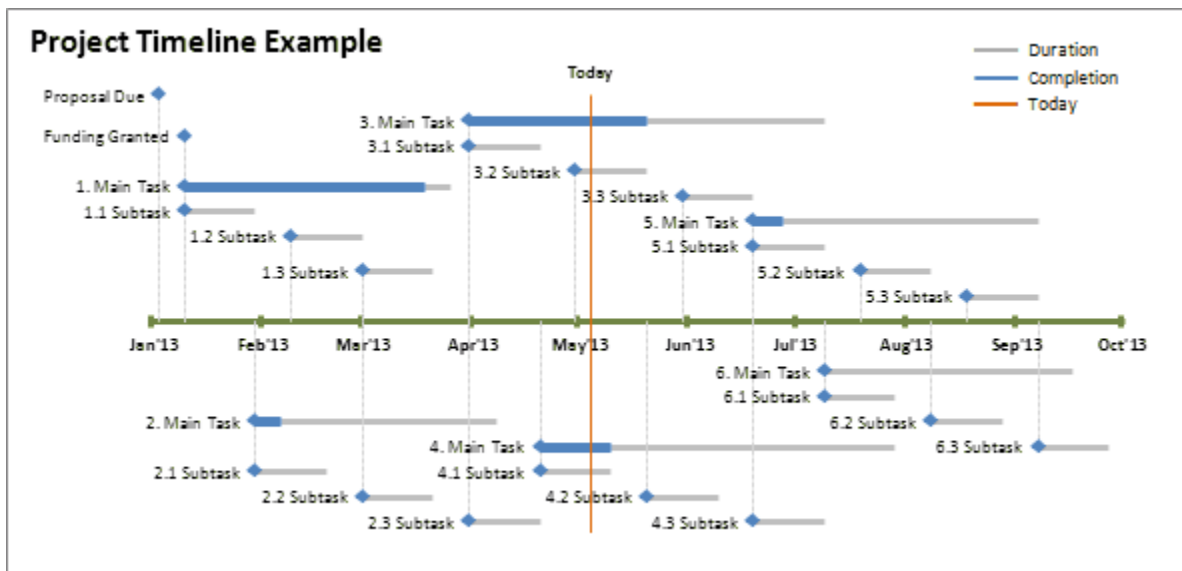 Project Timeline Example
Duration
Completion
Today
Today
Proposal Due
3. Main Task
Funding Granted
3.1 Subtask
3.2 Subtask
1. Main Task
3.3 Subtask
1.1 Subtask
5. Main Task
1.2 Subtask
5.1 Subtask
1.3 Subtask
5.2 Subtask
5.3 Subtask
Jan'13 Feb'13 Mar'13 Apr'13 May'13 Jun'13 Jul'13 Aug'13 Sep'13 Oct'13
6. Main Task
6.1 Subtask
2. Main Task
6.2 Subtask
4. Main Task
6.3 Subtask
2.1 Subtask
4.1 Subtask
2.2 Subtask
4.2 Subtask
2.3 Subtask
4.3 Subtask